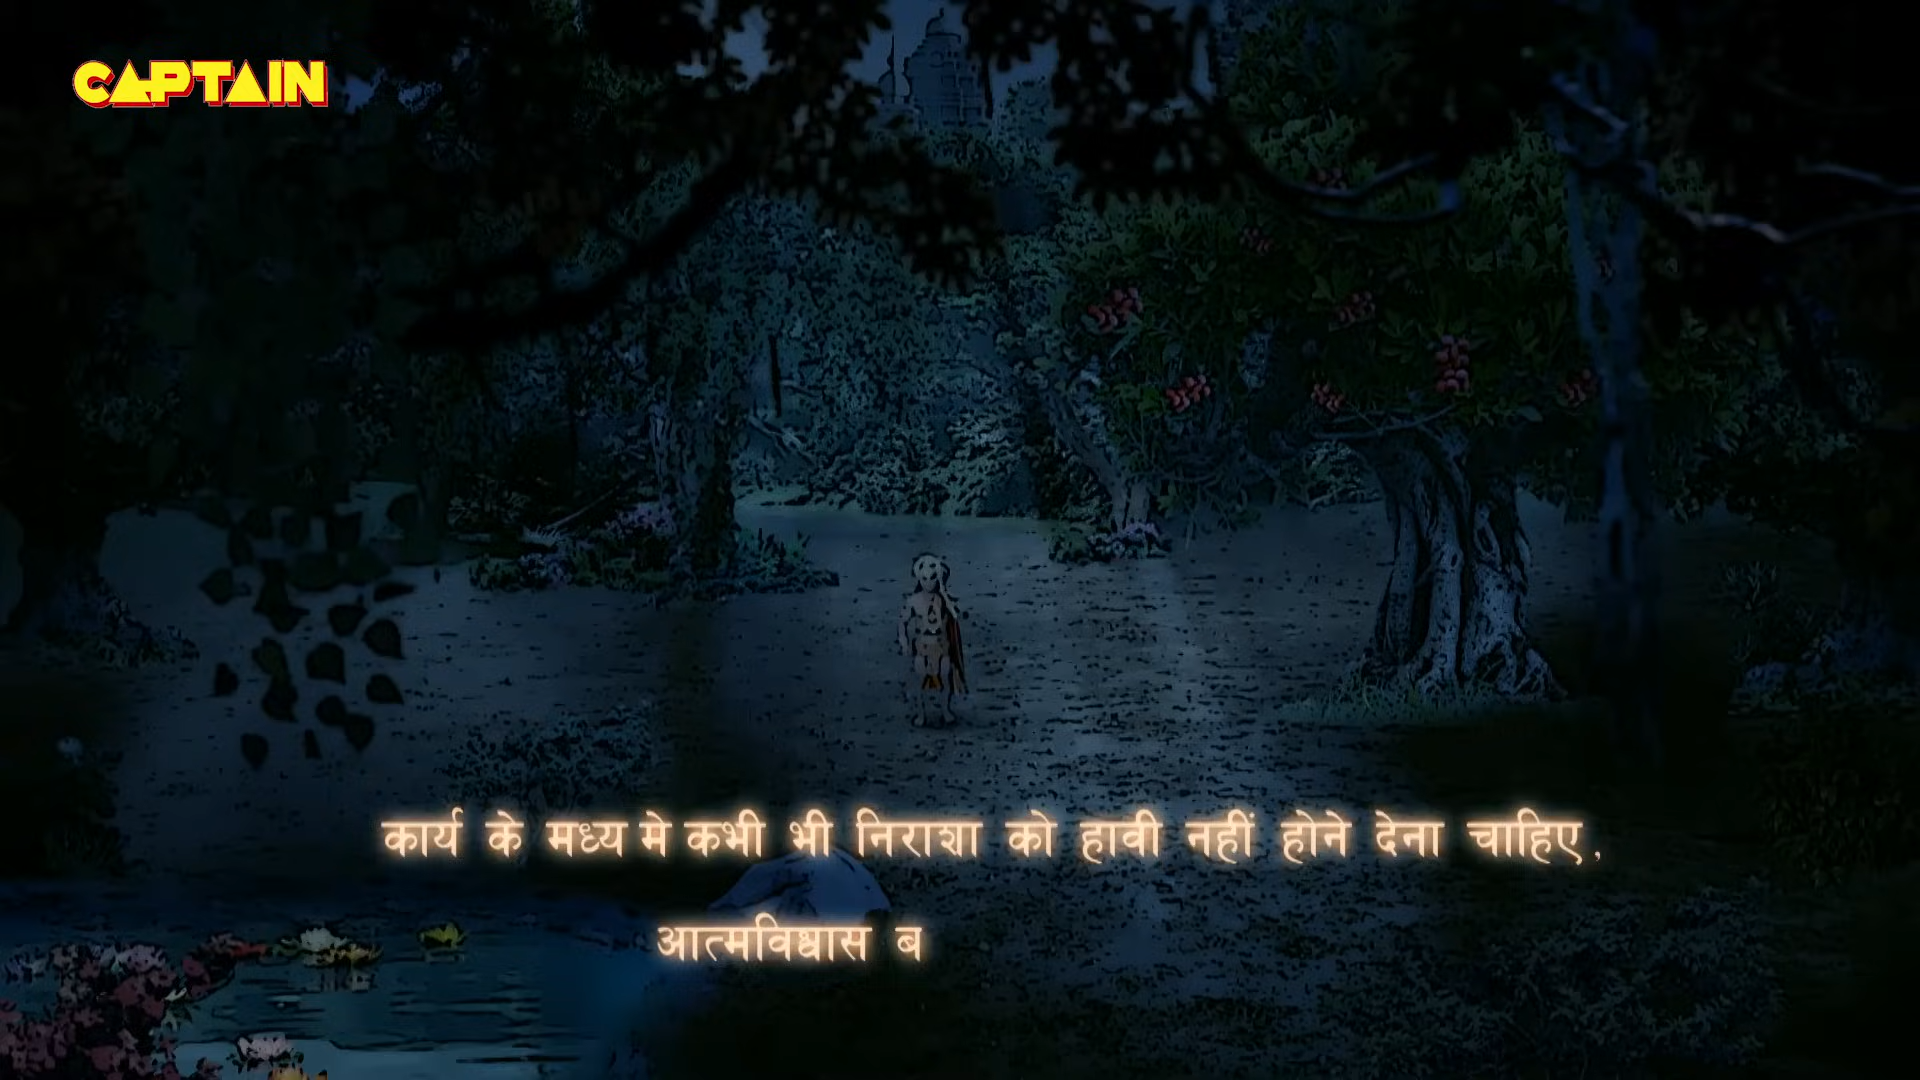 CAPTAIN
कार्य के मध्य मे कभी भी निराशा को हावी नहीं होने देना चाहिए,
आत्मविश्वास ब